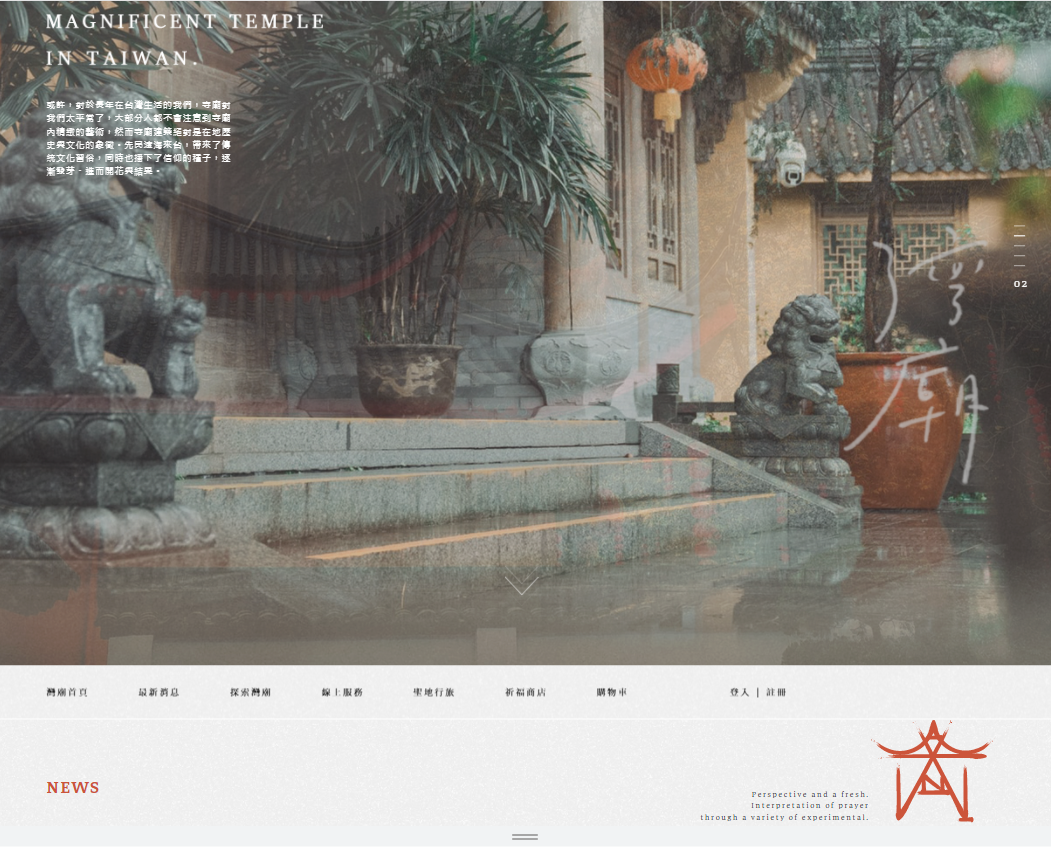 MAGNIFICENT TEMPLE
IN TAIWAN.
或許，對於長年在台灣生活的我們，寺廟對
我們太平常了，大部分人都不會注意到寺廟
內精緻的藝術，然而寺廟建築絕對是在地歷
史與文化的象徵。先民渡海來台，帶來了傳
統文化習俗，同時也播下了信仰的種子，逐
漸發芽，進而開花與結果。
02
灣廟
灣廟首頁 最新消息 探索灣廟 線上服務 聖地行旅 祈福商店 購物車 登入 | 註冊
NEWS
Perspective and a fresh.
Interpretation of prayer
through a variety of experimental.